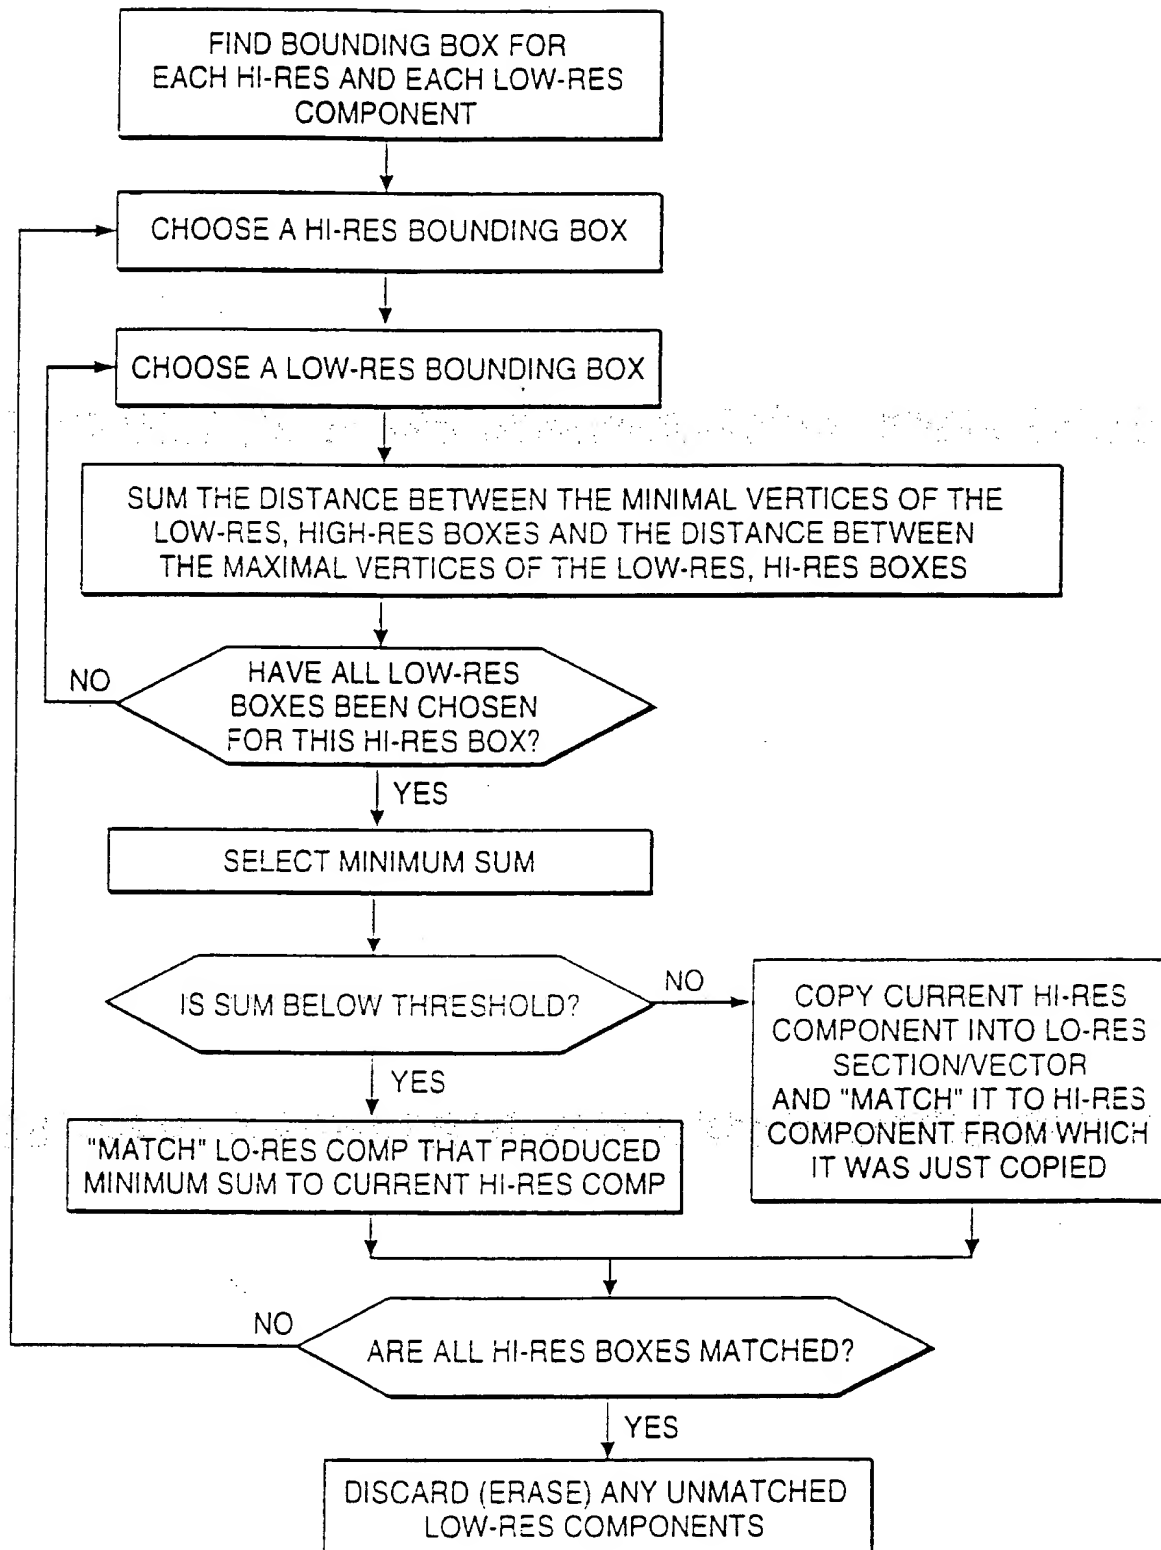 FIND BOUNDING BOX FOR
EACH HI-RES AND EACH LOW-RES
COMPONENT
CHOOSE A HI-RES BOUNDING BOX
CHOOSE A LOW-RES BOUNDING BOX
SUM THE DISTANCE BETWEEN THE MINIMAL VERTICES OF THE
LOW-RES, HIGH-RES BOXES AND THE DISTANCE BETWEEN
THE MAXIMAL VERTICES OF THE LOW-RES, HI-RES BOXES
NO
HAVE ALL LOW-RES
BOXES BEEN CHOSEN
FOR THIS HI-RES BOX?
YES
SELECT MINIMUM SUM
IS SUM BELOW THRESHOLD?
NO
COPY CURRENT HI-RES
COMPONENT INTO LO-RES
SECTION/VECTOR
AND "MATCH" IT TO HI-RES
COMPONENT FROM WHICH
IT WAS JUST COPIED
YES
"MATCH" LO-RES COMP THAT PRODUCED
MINIMUM SUM TO CURRENT HI-RES COMP
NO
ARE ALL HI-RES BOXES MATCHED?
YES
DISCARD (ERASE) ANY UNMATCHED
LOW-RES COMPONENTS